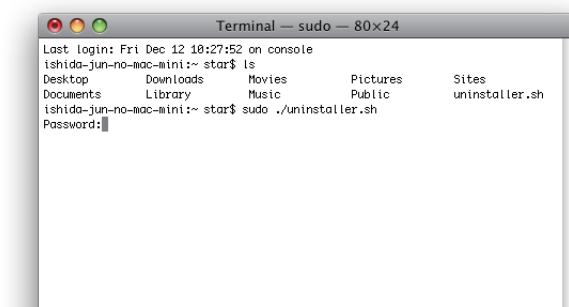 Terminal — sudo — 80×24
Last login: Fri Dec 12 10:27:52 on console
ishida-jun-no-mac-mini:~ star$ ls
Desktop Downloads Movies Pictures Sites
Documents Library Music Public uninstaller.sh
ishida-jun-no-mac-mini:~ star$ sudo ./uninstaller.sh
Password: